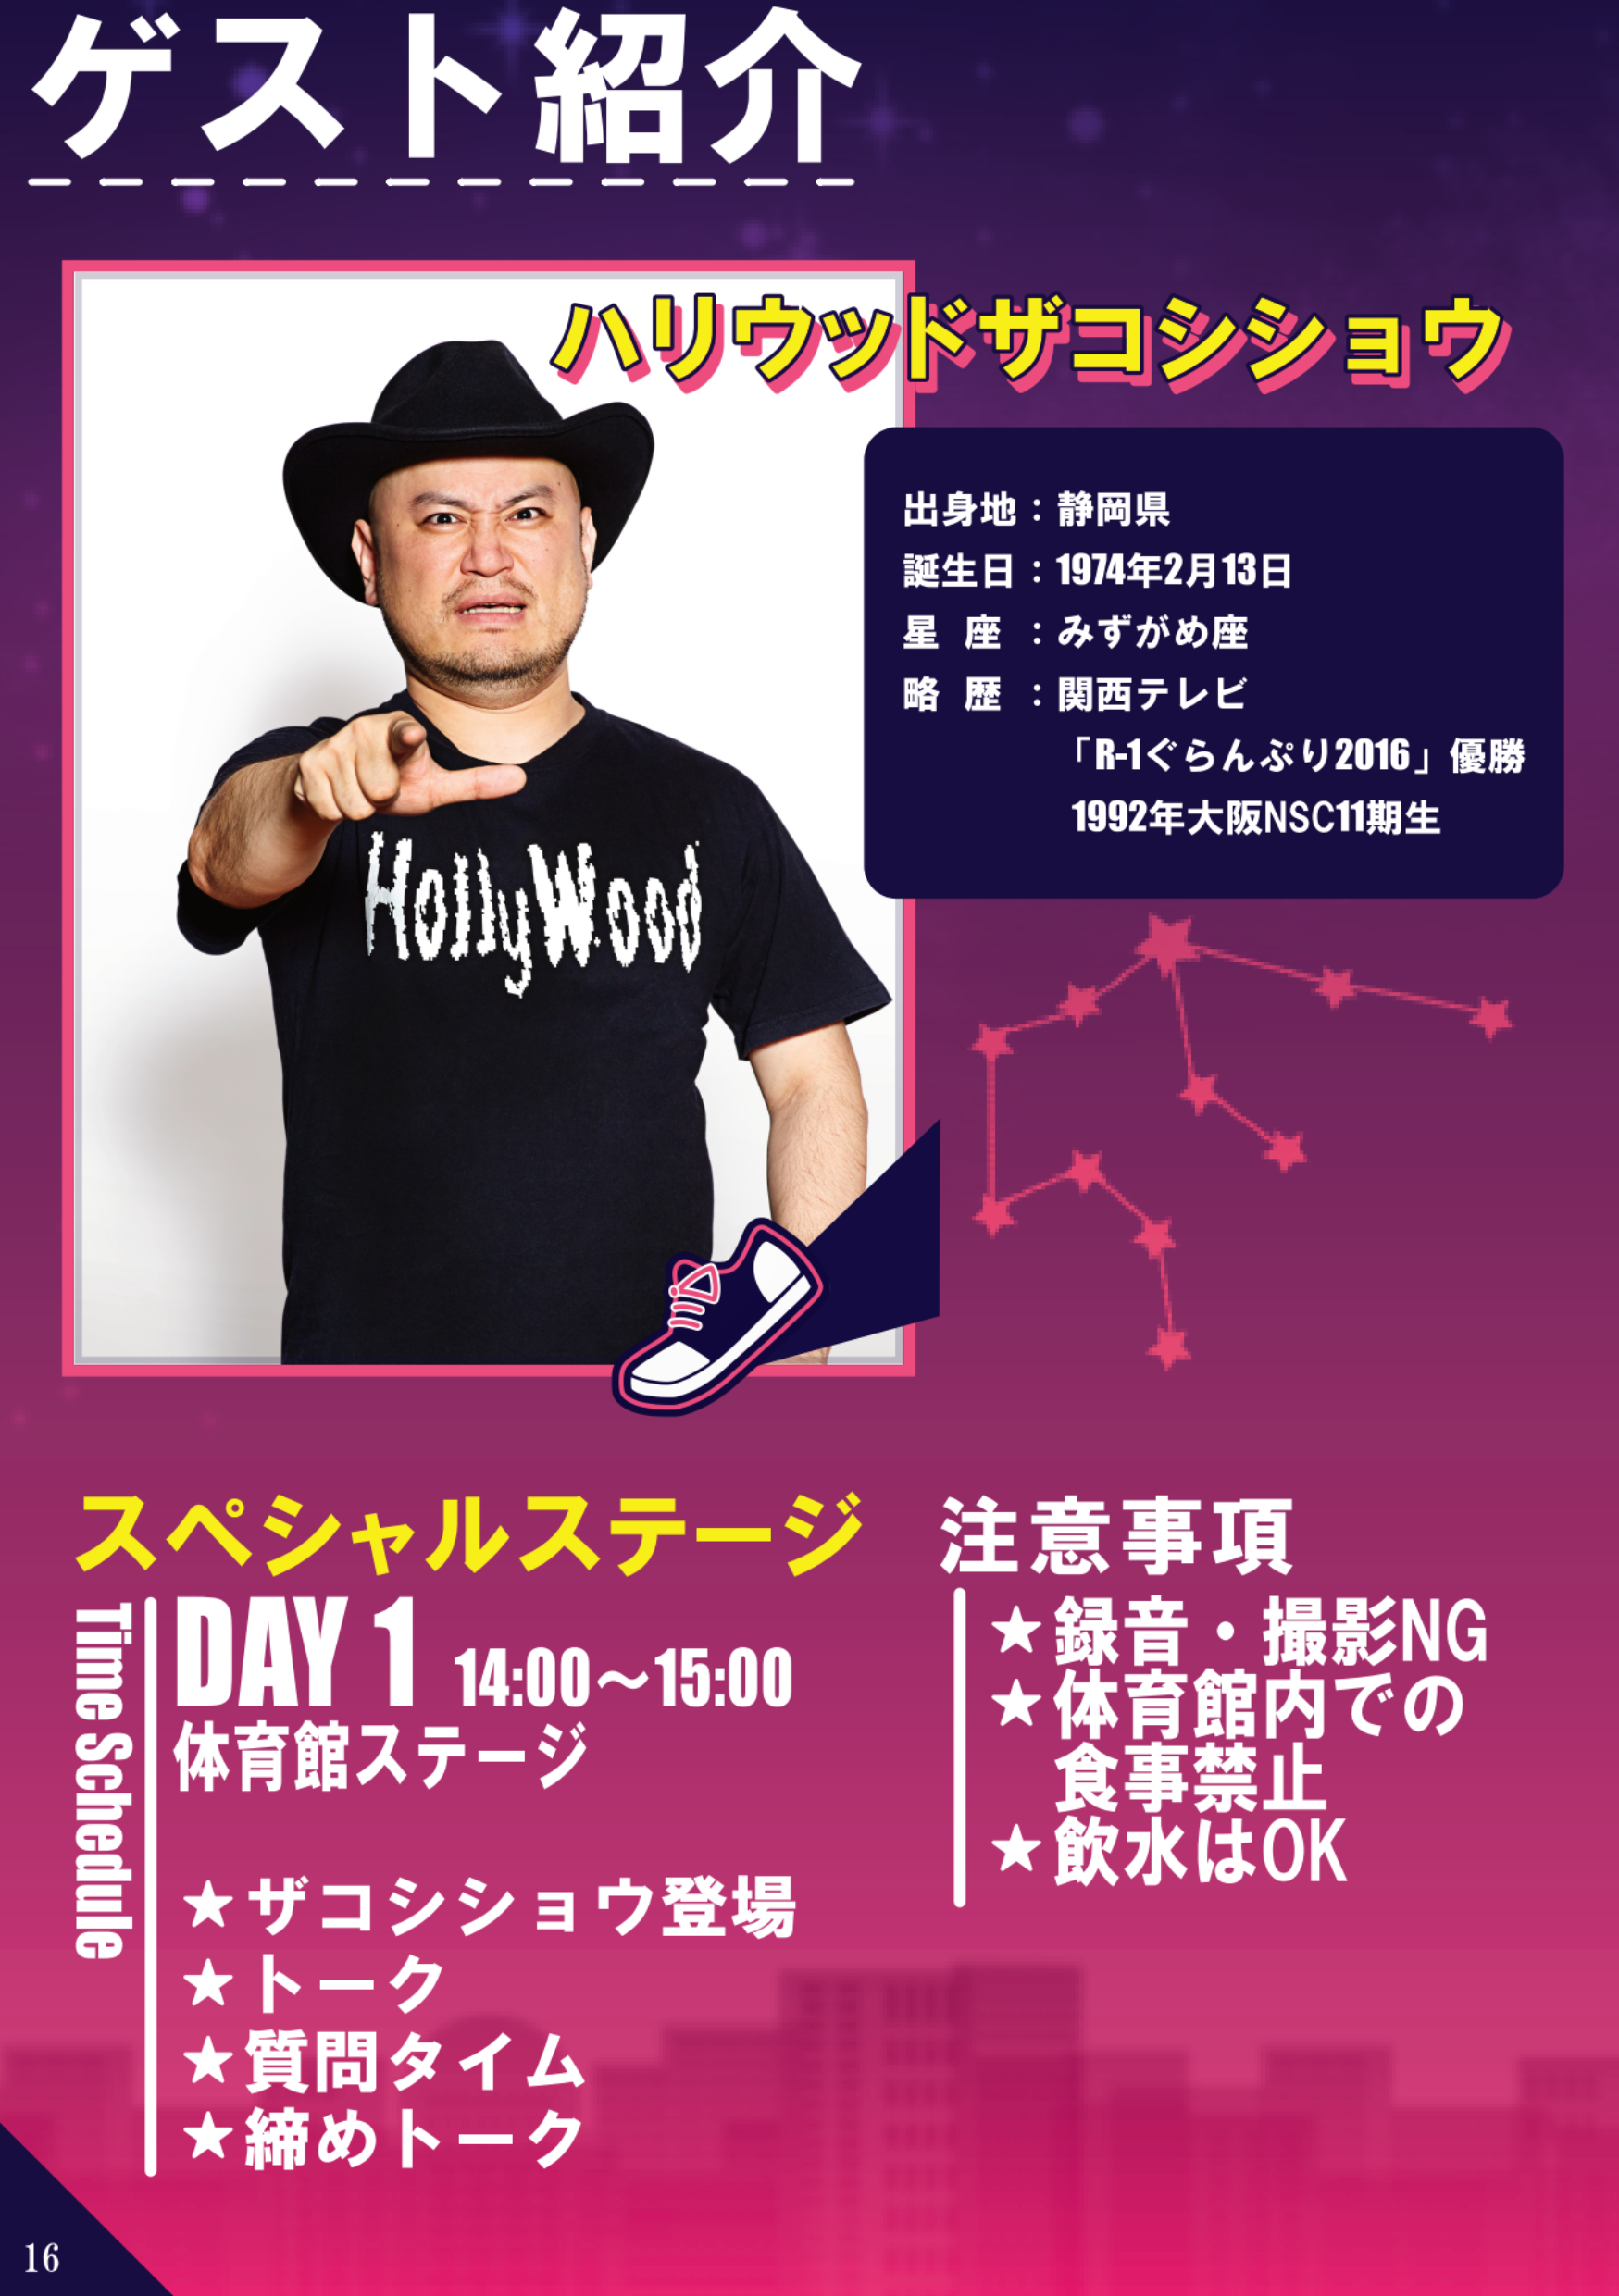 ゲスト紹介
ハリウッドザコシショウ
出身地：静岡県
誕生日：1974年2月13日
星座：みずがめ座
略歴：関西テレビ
「R-1ぐらんぷり2016」優勝
1992年大阪NSC11期生
HollyWood
スペシャルステージ
Time Schedule
DAY 1 14:00～15:00
体育館ステージ
★ザコシショウ登場
★トーク
★質問タイム
★締めトーク
注意事項
★録音・撮影NG
★体育館内での
食事禁止
★飲水はOK
16